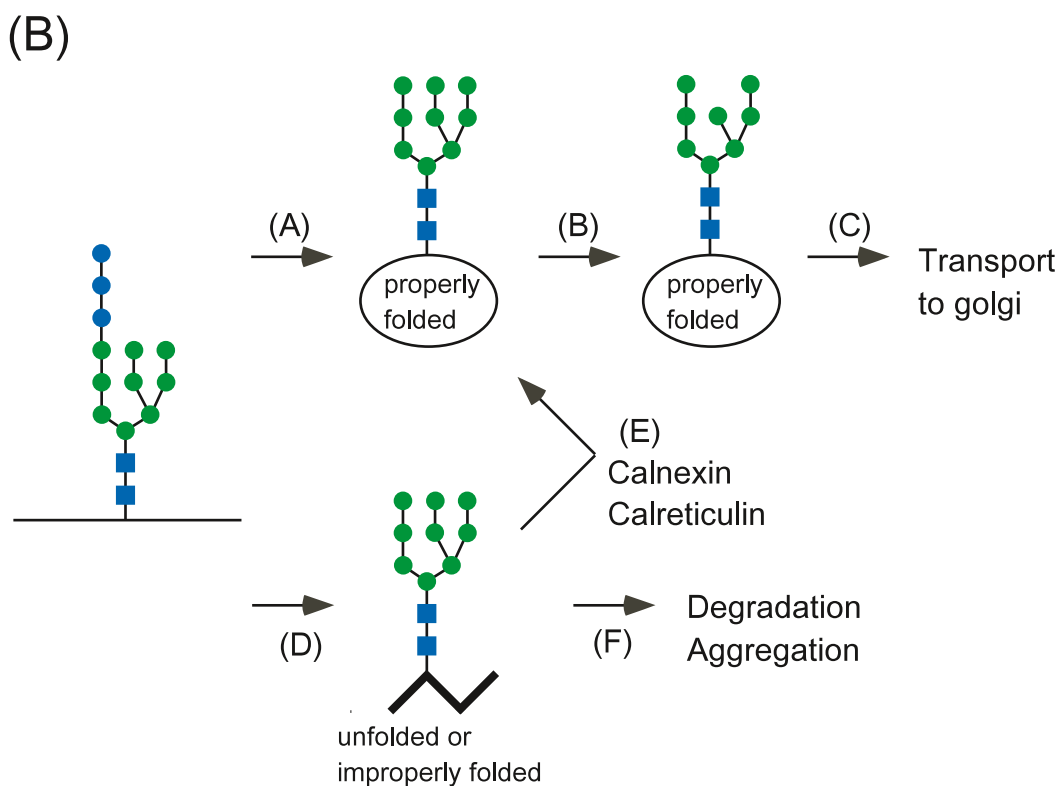 (B)
(A)
properly
folded
(B)
properly
folded
(C)
Transport
to golgi
(E)
Calnexin
Calreticulin
(D)
unfolded or
improperly folded
(F)
Degradation
Aggregation